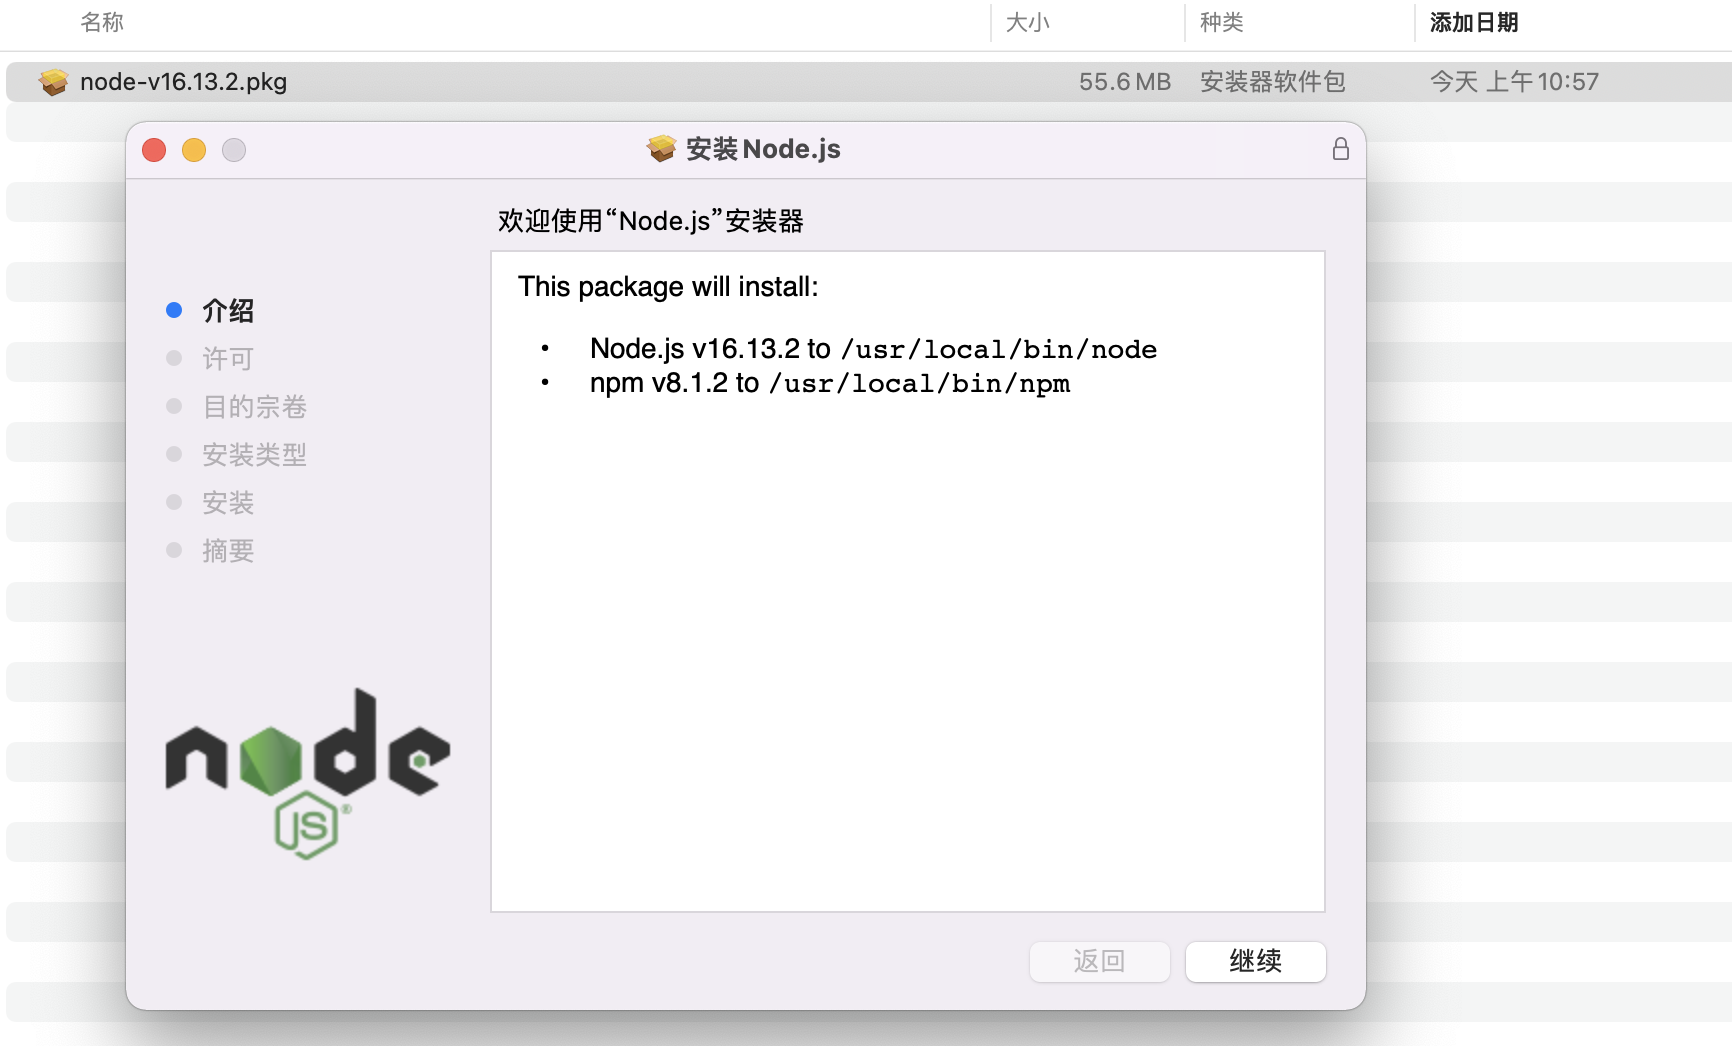 名称 大小 种类 添加日期
node-v16.13.2.pkg 55.6 MB 安装器软件包 今天 上午10:57
安装 Node.js
欢迎使用“Node.js”安装器
This package will install:
• Node.js v16.13.2 to /usr/local/bin/node
• npm v8.1.2 to /usr/local/bin/npm
介绍
许可
目的宗卷
安装类型
安装
摘要
node
JS®
返回 继续